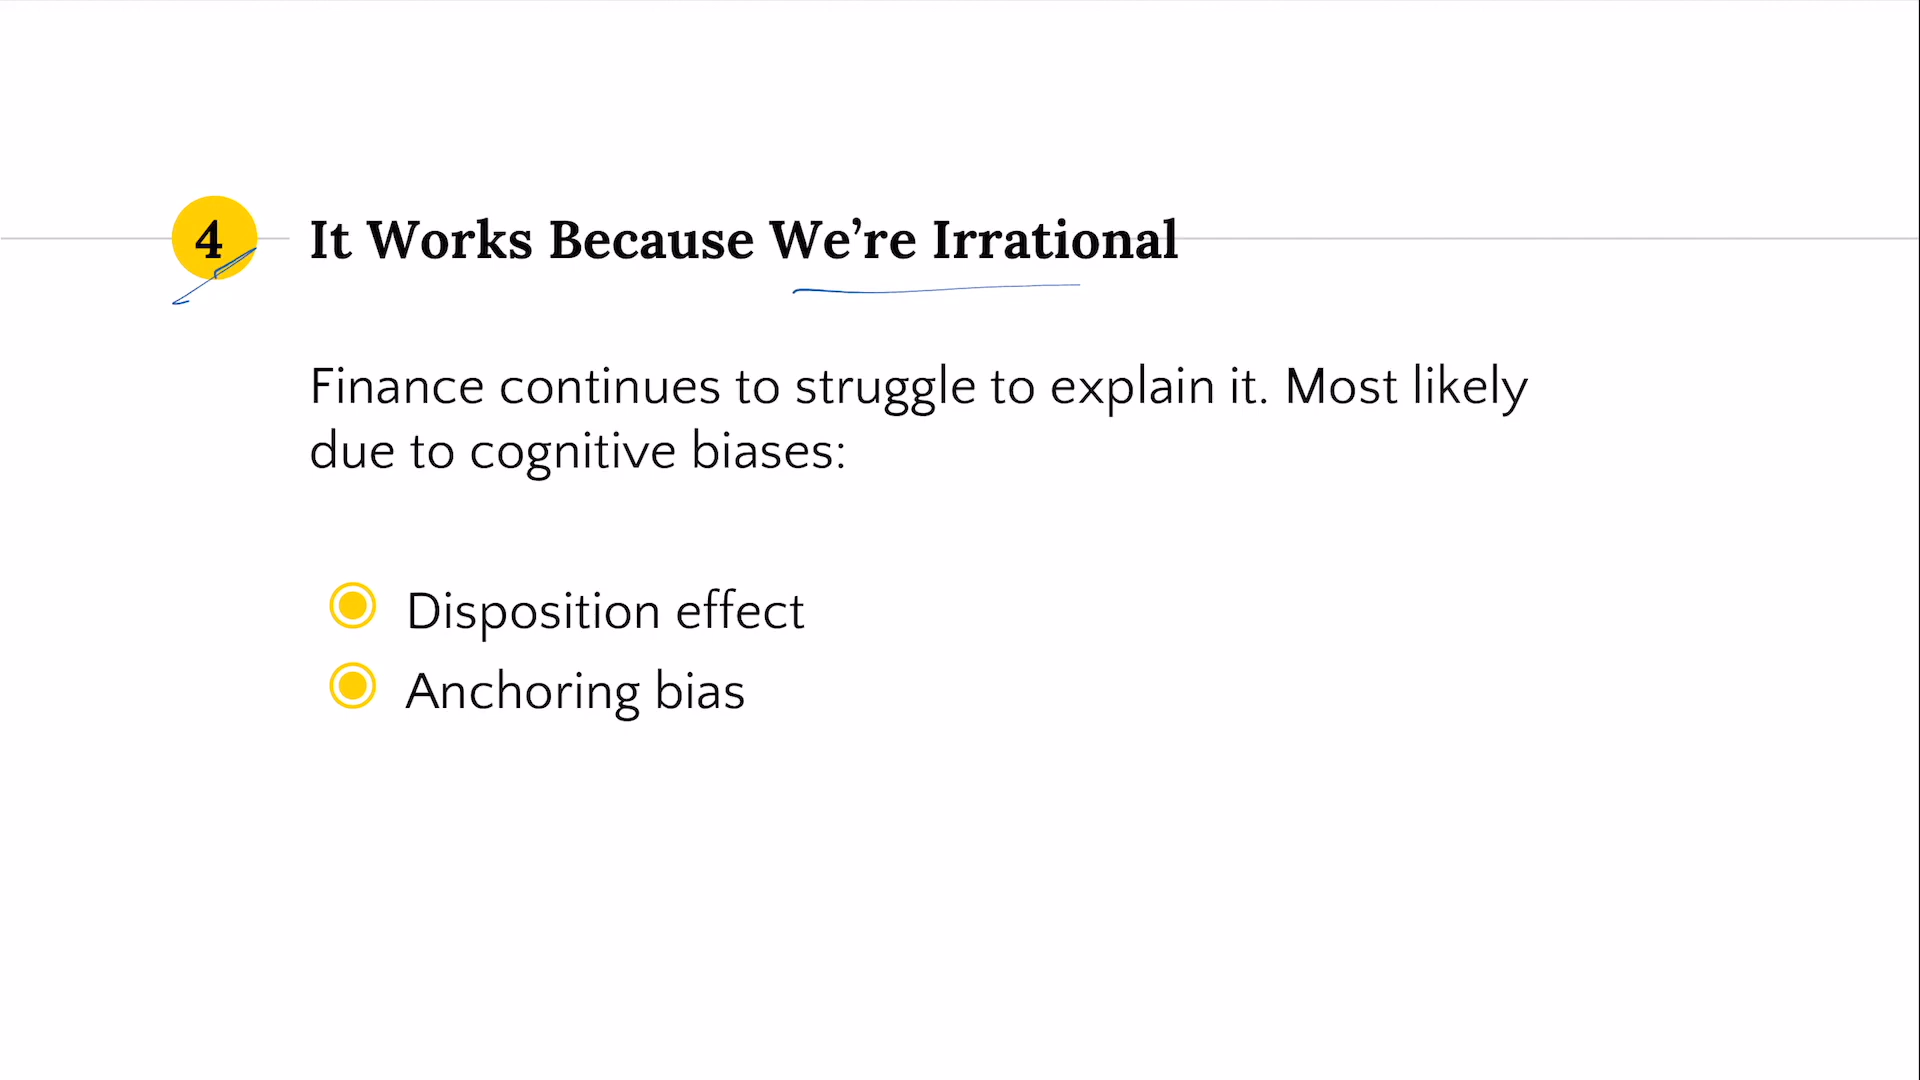 4 It Works Because We’re Irrational
Finance continues to struggle to explain it. Most likely
due to cognitive biases:
Disposition effect
Anchoring bias